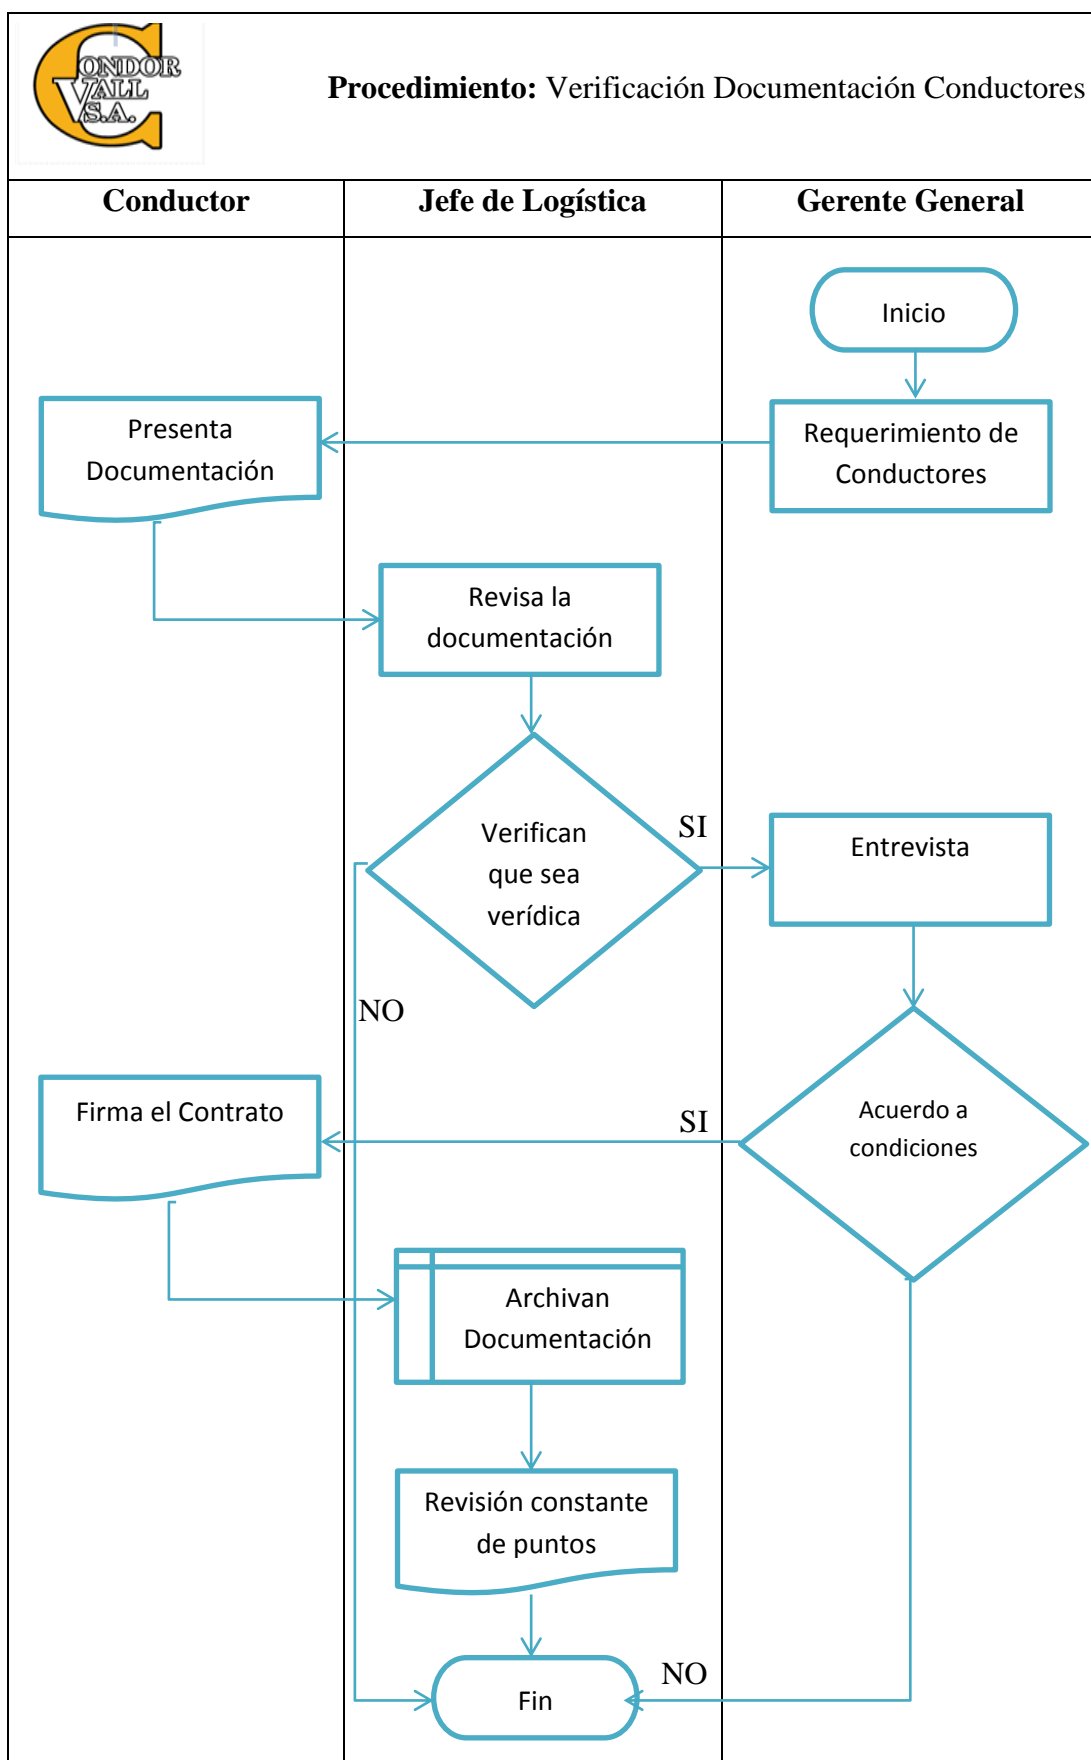 CONDOR
VALL
S.A.
Procedimiento: Verificación Documentación Conductores
Conductor
Jefe de Logística
Gerente General
Inicio
Presenta
Documentación
Requerimiento de
Conductores
Revisa la
documentación
Verifican
que sea
verídica
SI
Entrevista
NO
Firma el Contrato
SI
Acuerdo a
condiciones
Archivan
Documentación
Revisión constante
de puntos
Fin
NO